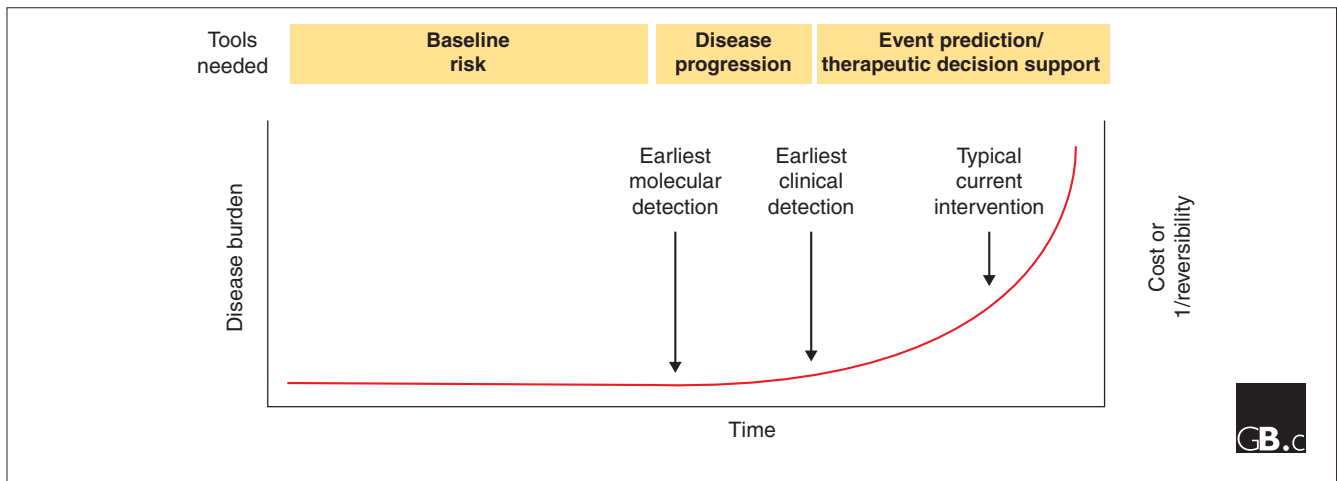 Tools
needed
Baseline
risk
Disease
progression
Event prediction/
therapeutic decision support
Earliest
molecular
detection
Earliest
clinical
detection
Typical
current
intervention
Disease burden
Cost or
1/reversibility
Time
GB.c